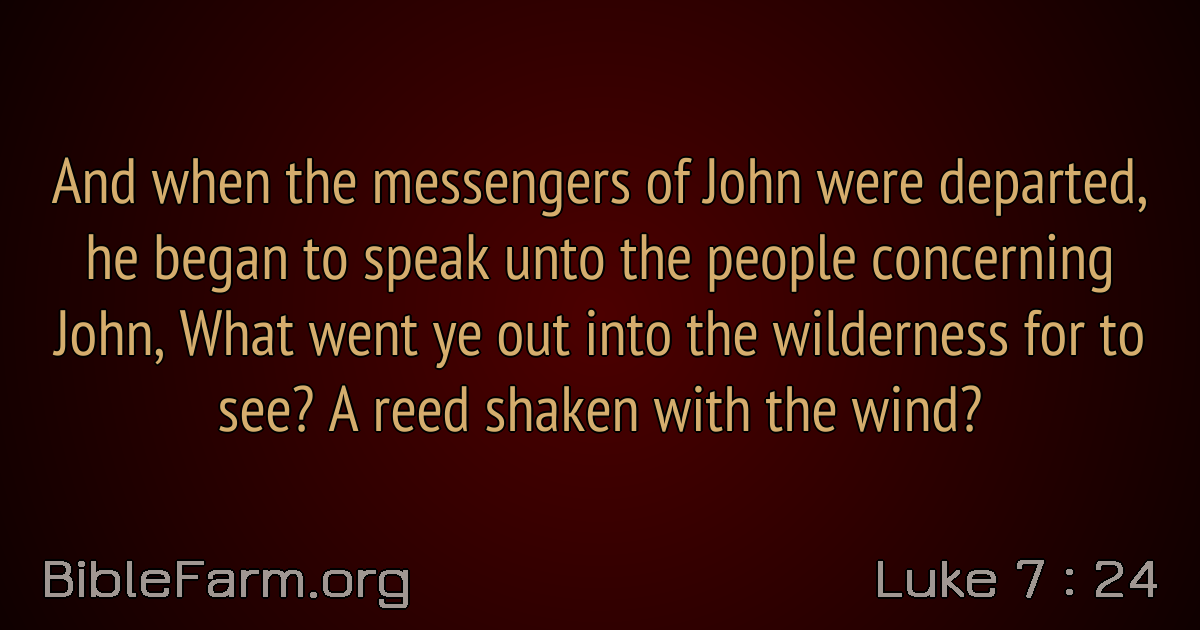 And when the messengers of John were departed,
he began to speak unto the people concerning
John, What went ye out into the wilderness for to
see? A reed shaken with the wind?
BibleFarm.org
Luke 7 : 24